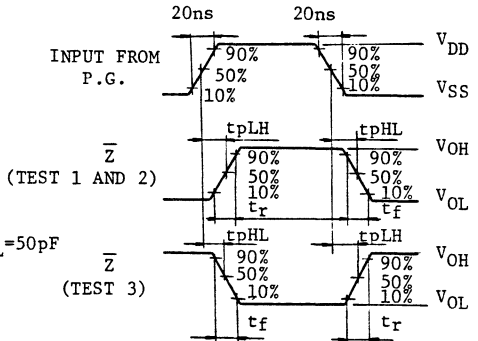 20ns 20ns
INPUT FROM
P.G.
90% 90% VDD
50% 50%
10% 10% VSS
tpLH tpHL
Z̅
(TEST 1 AND 2)
90% 90% VOH
50% 50%
10% 10% VOL
tr tf
=50pF
tpHL tpLH
Z̅
(TEST 3)
90% 90% VOH
50% 50%
10% 10% VOL
tf tr